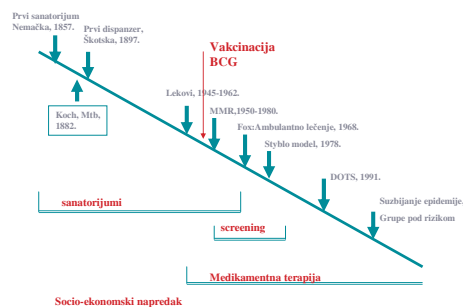 Prvi sanatorijum
Nemačka, 1857.
Prvi dispanzer,
Škotska, 1897.
Vakcinacija
BCG
Koch, Mtb,
1882.
Lekovi, 1945-1962.
MMR,1950-1980.
Fox:Ambulantno lečenje, 1968.
Styblo model, 1978.
DOTS, 1991.
Suzbijanje epidemije.
Grupe pod rizikom
sanatorijumi
screening
Medikamentna terapija
Socio-ekonomski napredak